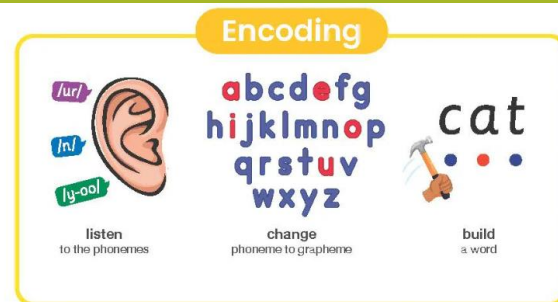 Encoding
/ur/
/n/
/y-oo/
abcdefg
hijklmnop
qrstuv
wxyz
cat
listen
to the phonemes
change
phoneme to grapheme
build
a word